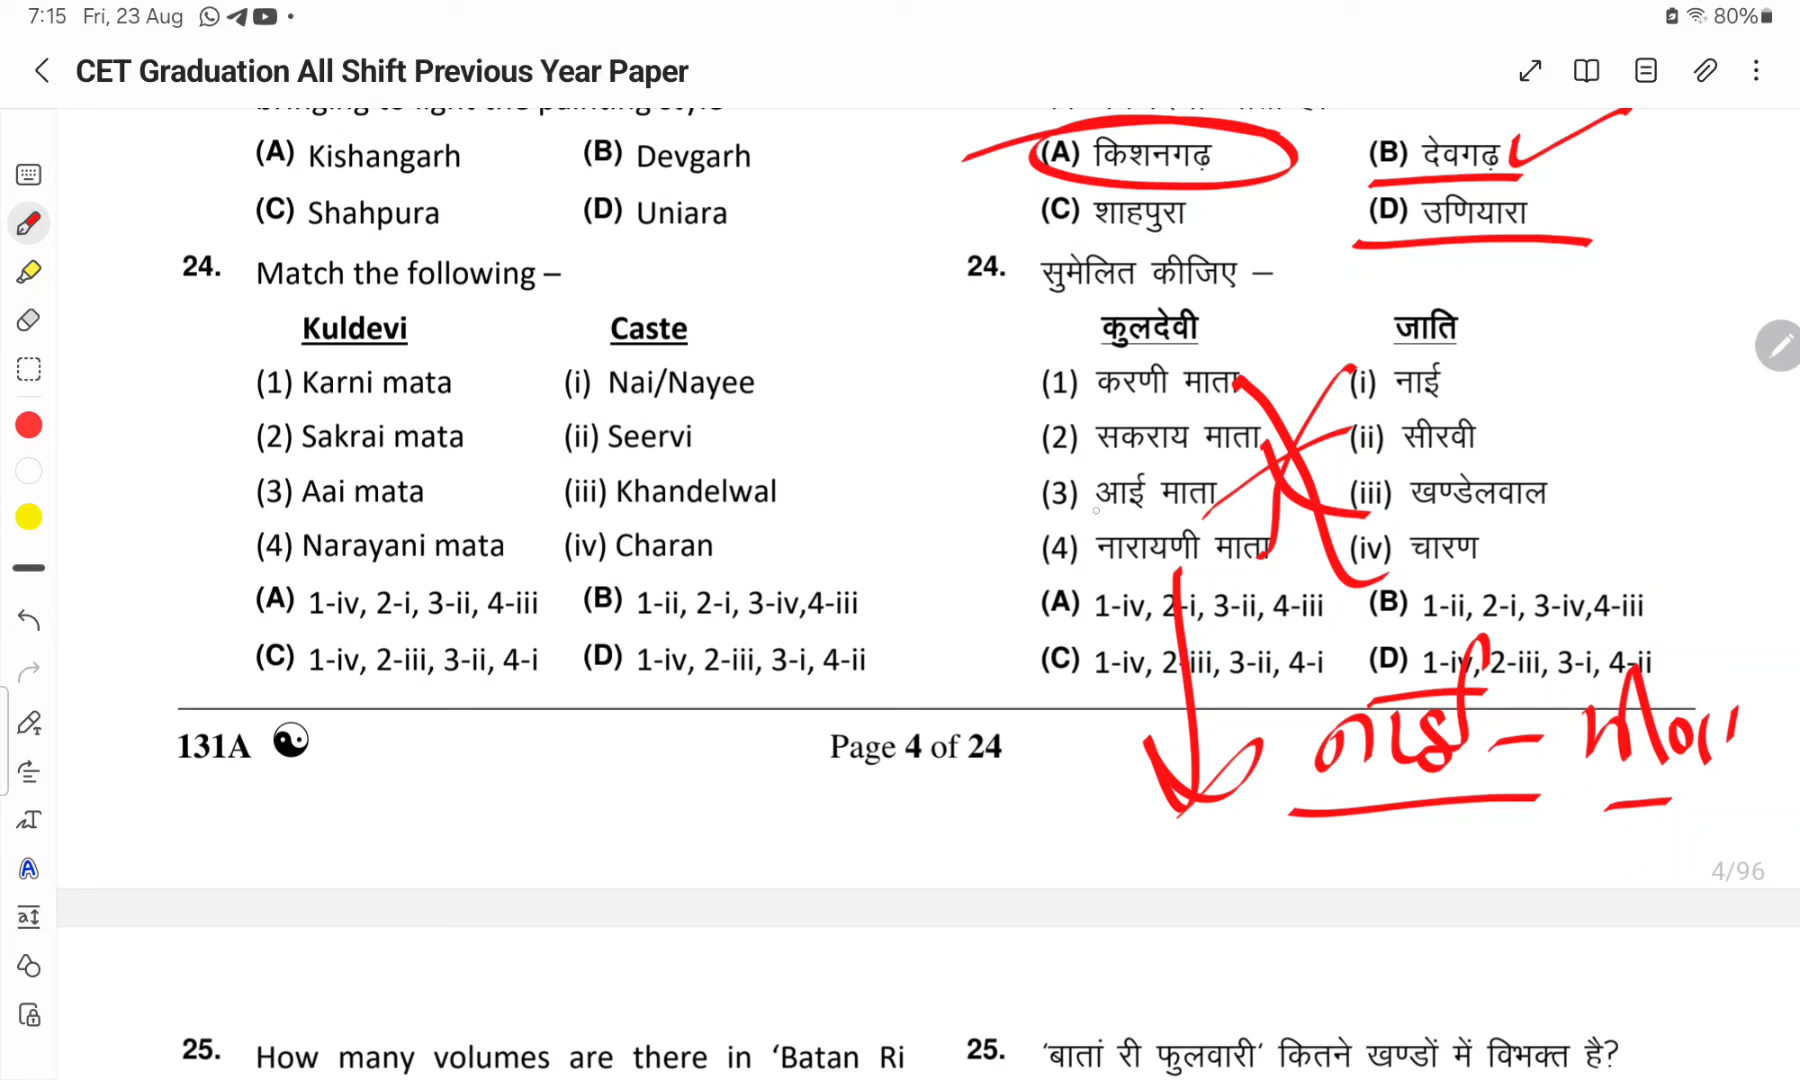 7:15 Fri, 23 Aug
80%
CET Graduation All Shift Previous Year Paper
bringing to light the painting style
(A) Kishangarh (B) Devgarh
(C) Shahpura (D) Uniara
24. Match the following –
Kuldevi Caste
(1) Karni mata (i) Nai/Nayee
(2) Sakrai mata (ii) Seervi
(3) Aai mata (iii) Khandelwal
(4) Narayani mata (iv) Charan
(A) 1-iv, 2-i, 3-ii, 4-iii (B) 1-ii, 2-i, 3-iv,4-iii
(C) 1-iv, 2-iii, 3-ii, 4-i (D) 1-iv, 2-iii, 3-i, 4-ii
(A) किशनगढ़ (B) देवगढ़
(C) शाहपुरा (D) उणियारा
24. सुमेलित कीजिए –
कुलदेवी जाति
(1) करणी माता (i) नाई
(2) सकराय माता (ii) सीरवी
(3) आई माता (iii) खण्डेलवाल
(4) नारायणी माता (iv) चारण
(A) 1-iv, 2-i, 3-ii, 4-iii (B) 1-ii, 2-i, 3-iv,4-iii
(C) 1-iv, 2-iii, 3-ii, 4-i (D) 1-iv, 2-iii, 3-i, 4-ii
नाई –
131A Page 4 of 24
4/96
25. How many volumes are there in ‘Batan Ri
25. ‘बातां री फुलवारी’ कितने खण्डों में विभक्त है?